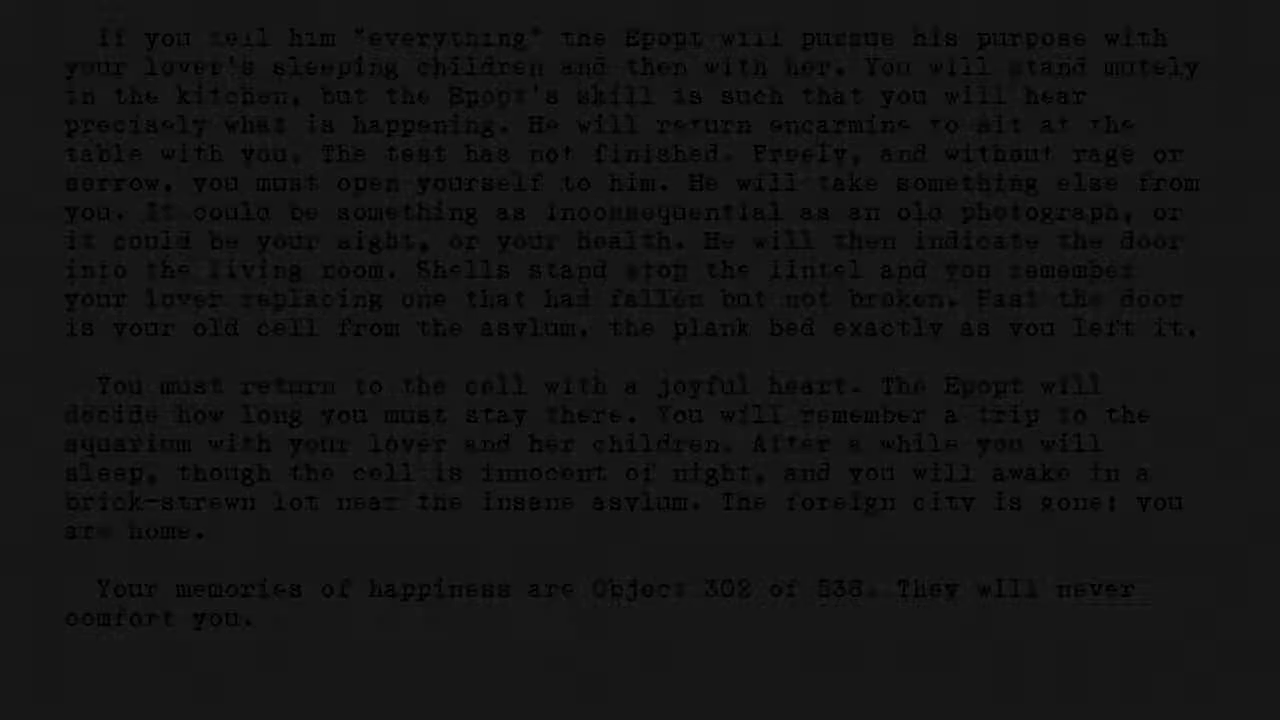 If you tell him "everything" the Epopt will pursue his purpose with
your lover's sleeping children and then with her. You will stand mutely
in the kitchen, but the Epopt's skill is such that you will hear
precisely what is happening. He will return encarmine to sit at the
table with you. The test has not finished. Freely, and without rage or
sorrow, you must open yourself to him. He will take something else from
you. It could be something as inconsequential as an old photograph, or
it could be your sight, or your health. He will then indicate the door
into the living room. Shells stand atop the lintel and you remember
your lover replacing one that had fallen but not broken. Past the door
is your old cell from the asylum, the plank bed exactly as you left it.
You must return to the cell with a joyful heart. The Epopt will
decide how long you must stay there. You will remember a trip to the
aquarium with your lover and her children. After a while you will
sleep, though the cell is innocent of night, and you will awake in a
brick-strewn lot near the insane asylum. The foreign city is gone; you
are home.
Your memories of happiness are Object 302 of 538. They will never
comfort you.